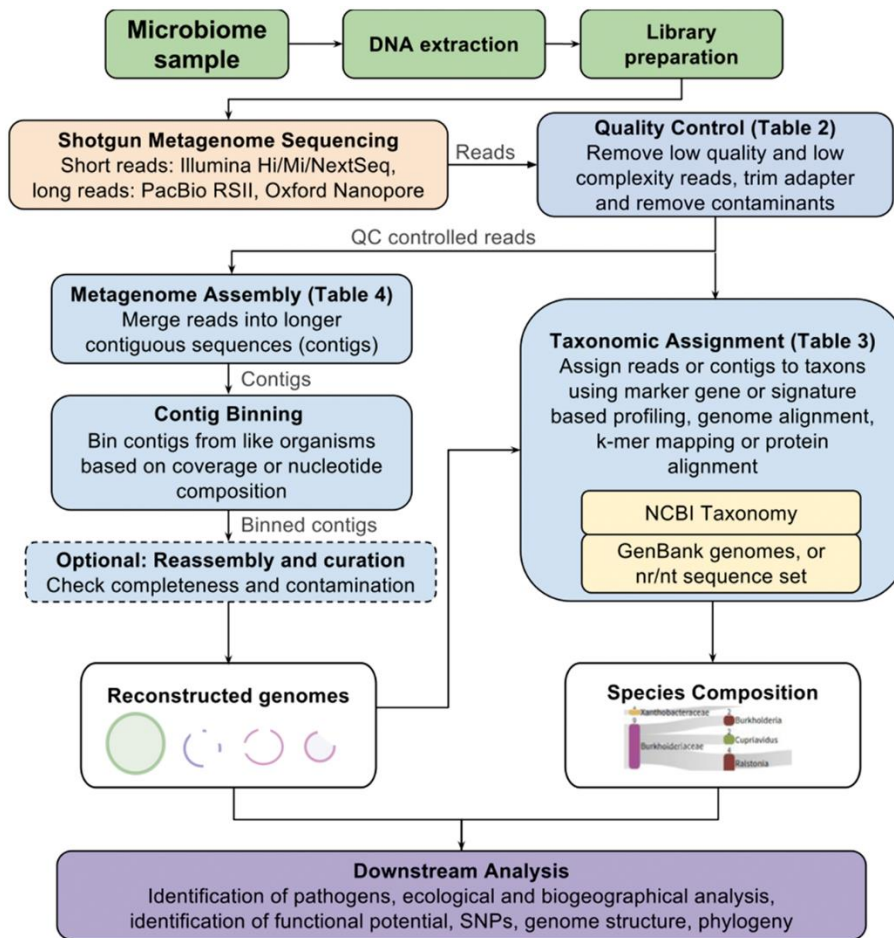 Microbiome
sample
DNA extraction
Library
preparation
Shotgun Metagenome Sequencing
Short reads: Illumina Hi/Mi/NextSeq,
long reads: PacBio RSII, Oxford Nanopore
Reads
Quality Control (Table 2)
Remove low quality and low
complexity reads, trim adapter
and remove contaminants
QC controlled reads
Metagenome Assembly (Table 4)
Merge reads into longer
contiguous sequences (contigs)
Contigs
Contig Binning
Bin contigs from like organisms
based on coverage or nucleotide
composition
Binned contigs
Optional: Reassembly and curation
Check completeness and contamination
Taxonomic Assignment (Table 3)
Assign reads or contigs to taxons
using marker gene or signature
based profiling, genome alignment,
k-mer mapping or protein
alignment
NCBI Taxonomy
GenBank genomes, or
nr/nt sequence set
Reconstructed genomes
Species Composition
Xanthobacteraceae
2
Burkholderia
9
Burkholderiaceae
Cupriavidus
4
Ralstonia
Downstream Analysis
Identification of pathogens, ecological and biogeographical analysis,
identification of functional potential, SNPs, genome structure, phylogeny